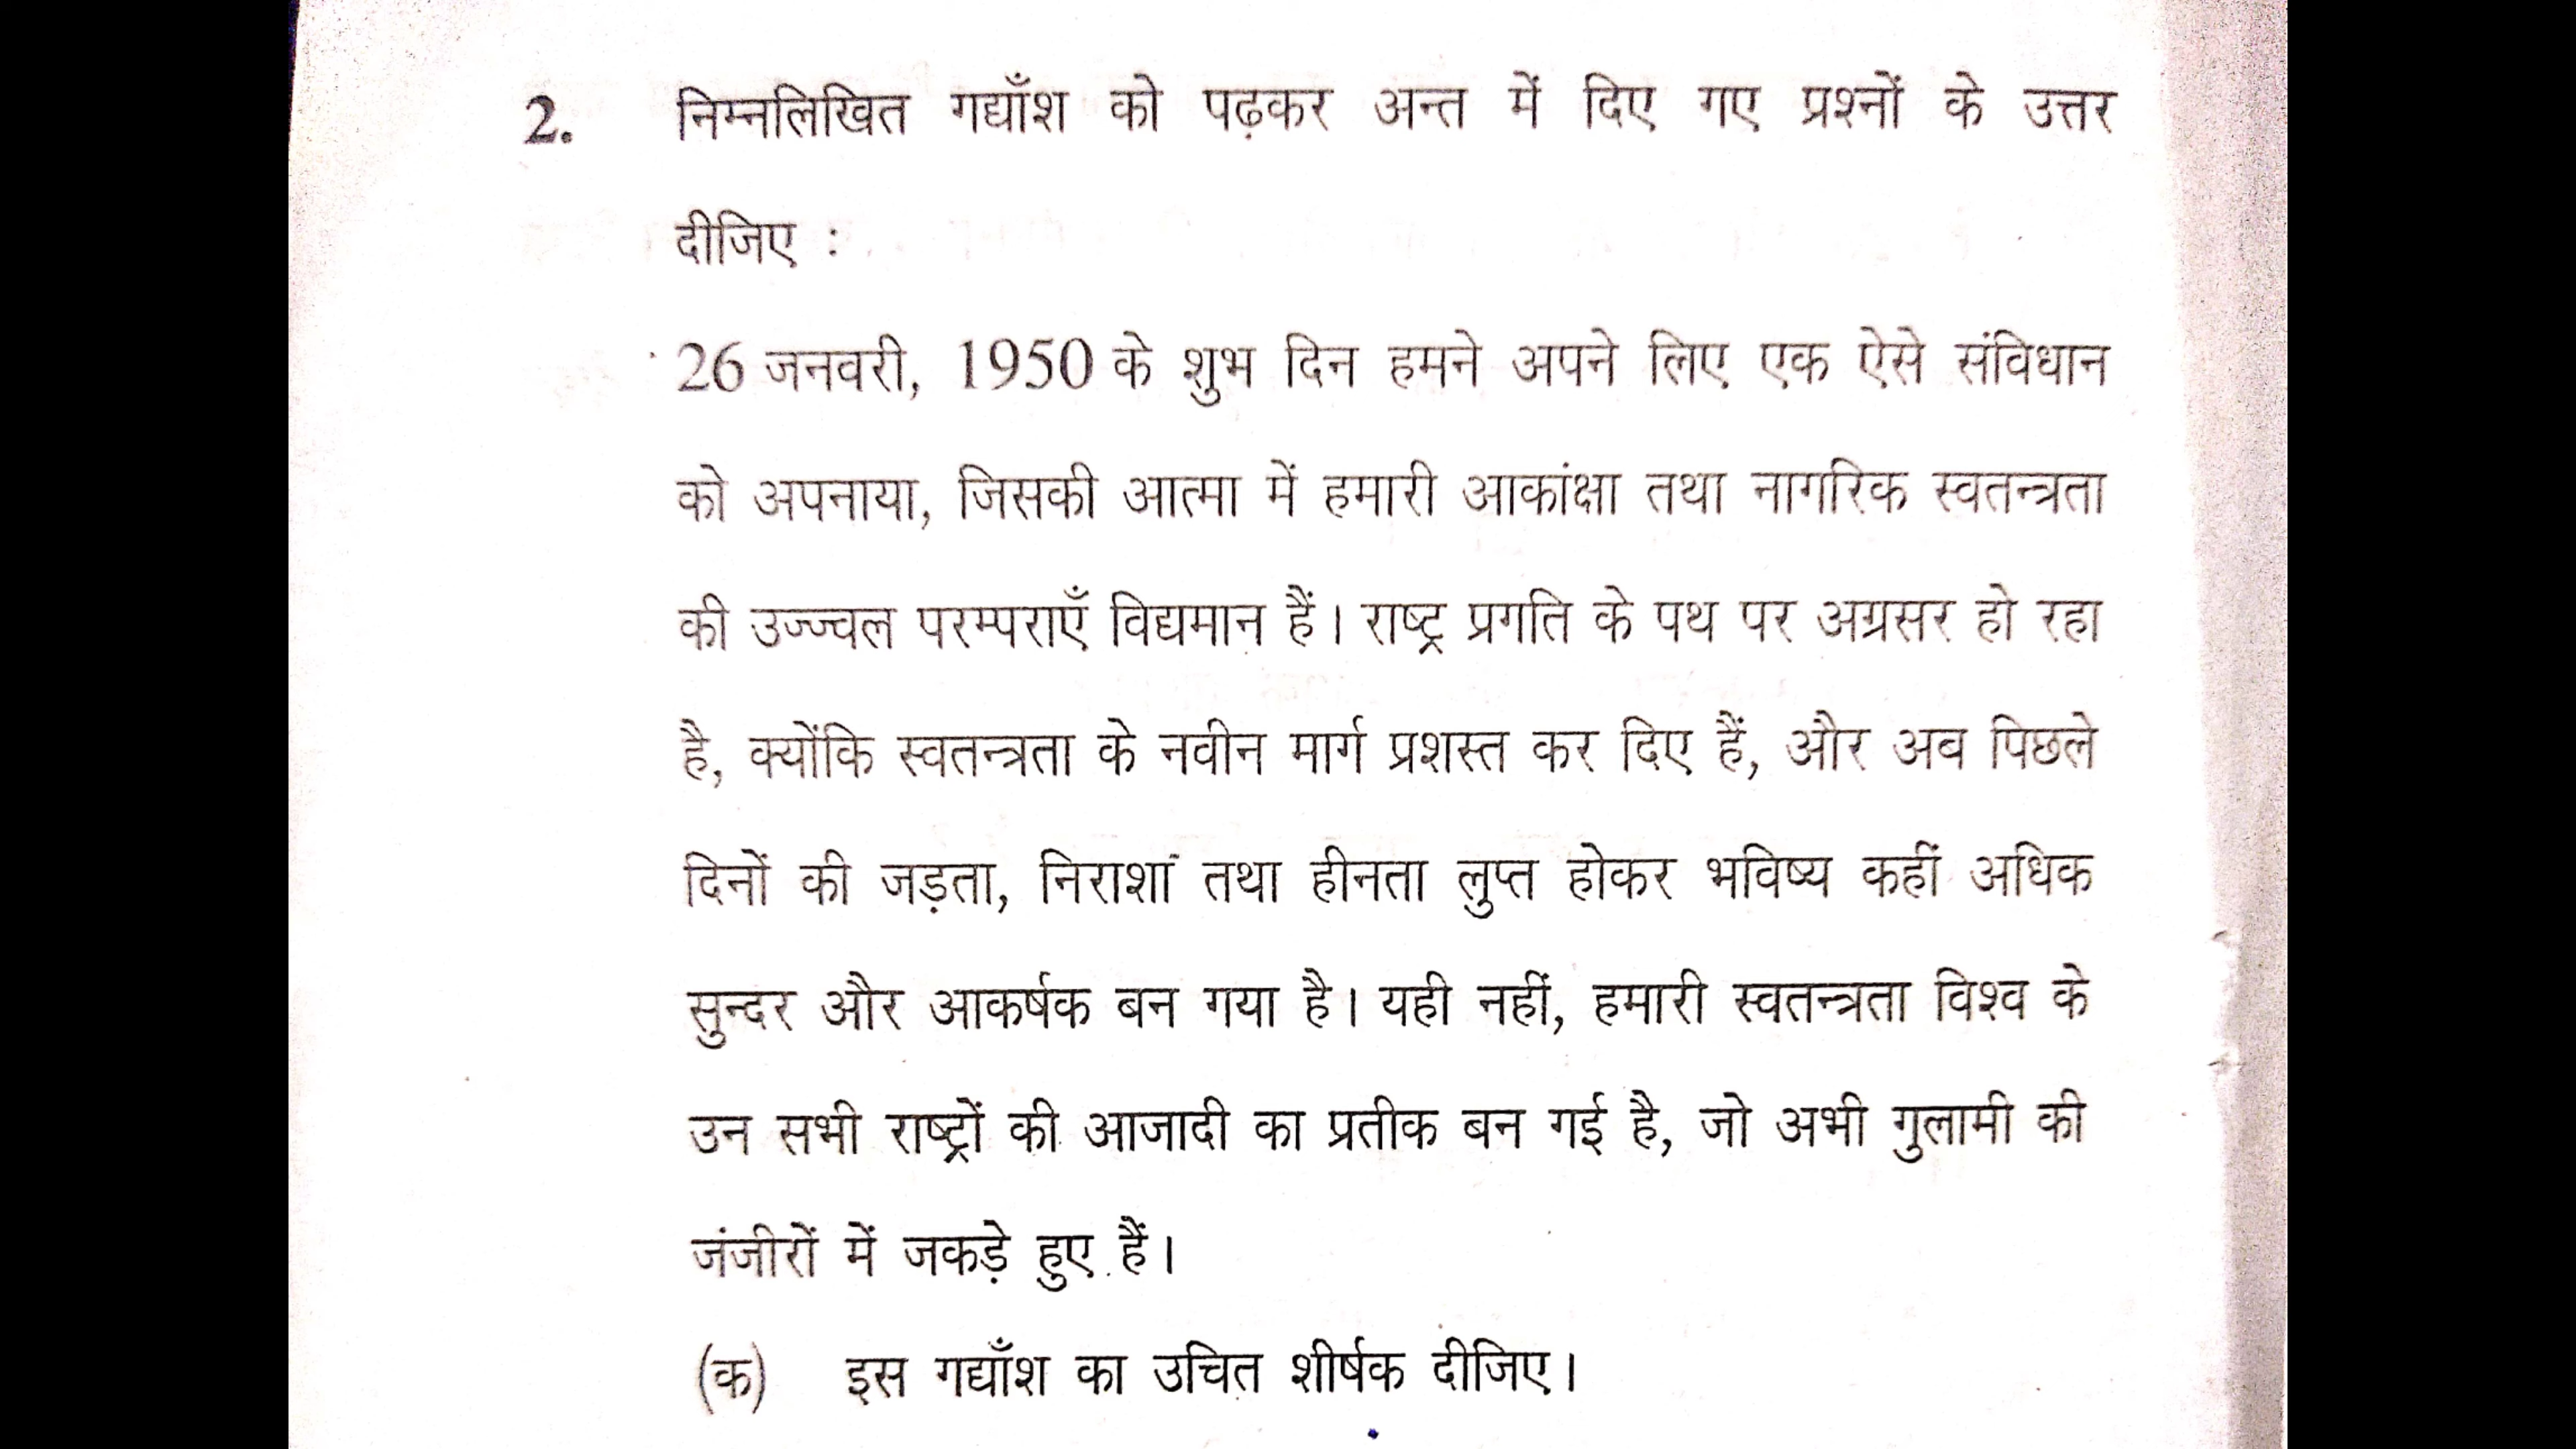 2. निम्नलिखित गद्याँश को पढ़कर अन्त में दिए गए प्रश्नों के उत्तर
दीजिए :
26 जनवरी, 1950 के शुभ दिन हमने अपने लिए एक ऐसे संविधान
को अपनाया, जिसकी आत्मा में हमारी आकांक्षा तथा नागरिक स्वतन्त्रता
की उज्ज्वल परम्पराएँ विद्यमान हैं। राष्ट्र प्रगति के पथ पर अग्रसर हो रहा
है, क्योंकि स्वतन्त्रता के नवीन मार्ग प्रशस्त कर दिए हैं, और अब पिछले
दिनों की जड़ता, निराशा तथा हीनता लुप्त होकर भविष्य कहीं अधिक
सुन्दर और आकर्षक बन गया है। यही नहीं, हमारी स्वतन्त्रता विश्व के
उन सभी राष्ट्रों की आजादी का प्रतीक बन गई है, जो अभी गुलामी की
जंजीरों में जकड़े हुए हैं।
(क) इस गद्याँश का उचित शीर्षक दीजिए।